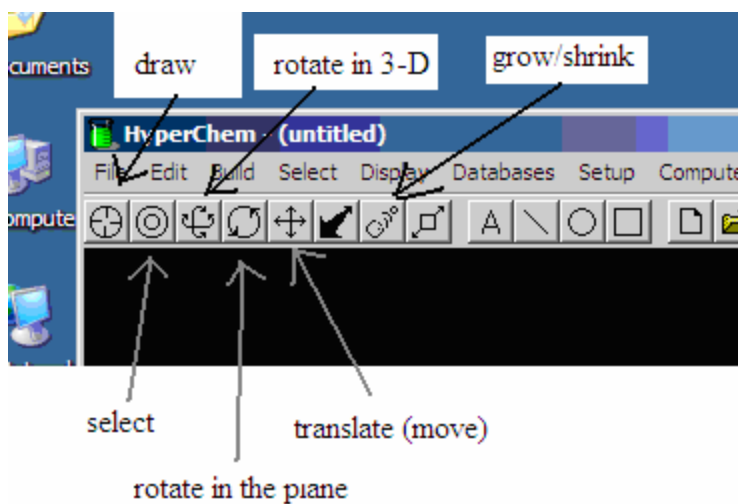 draw
rotate in 3-D
grow/shrink
HyperChem - (untitled)
File Edit Build Select Display Databases Setup Compute
A
select
translate (move)
rotate in the plane